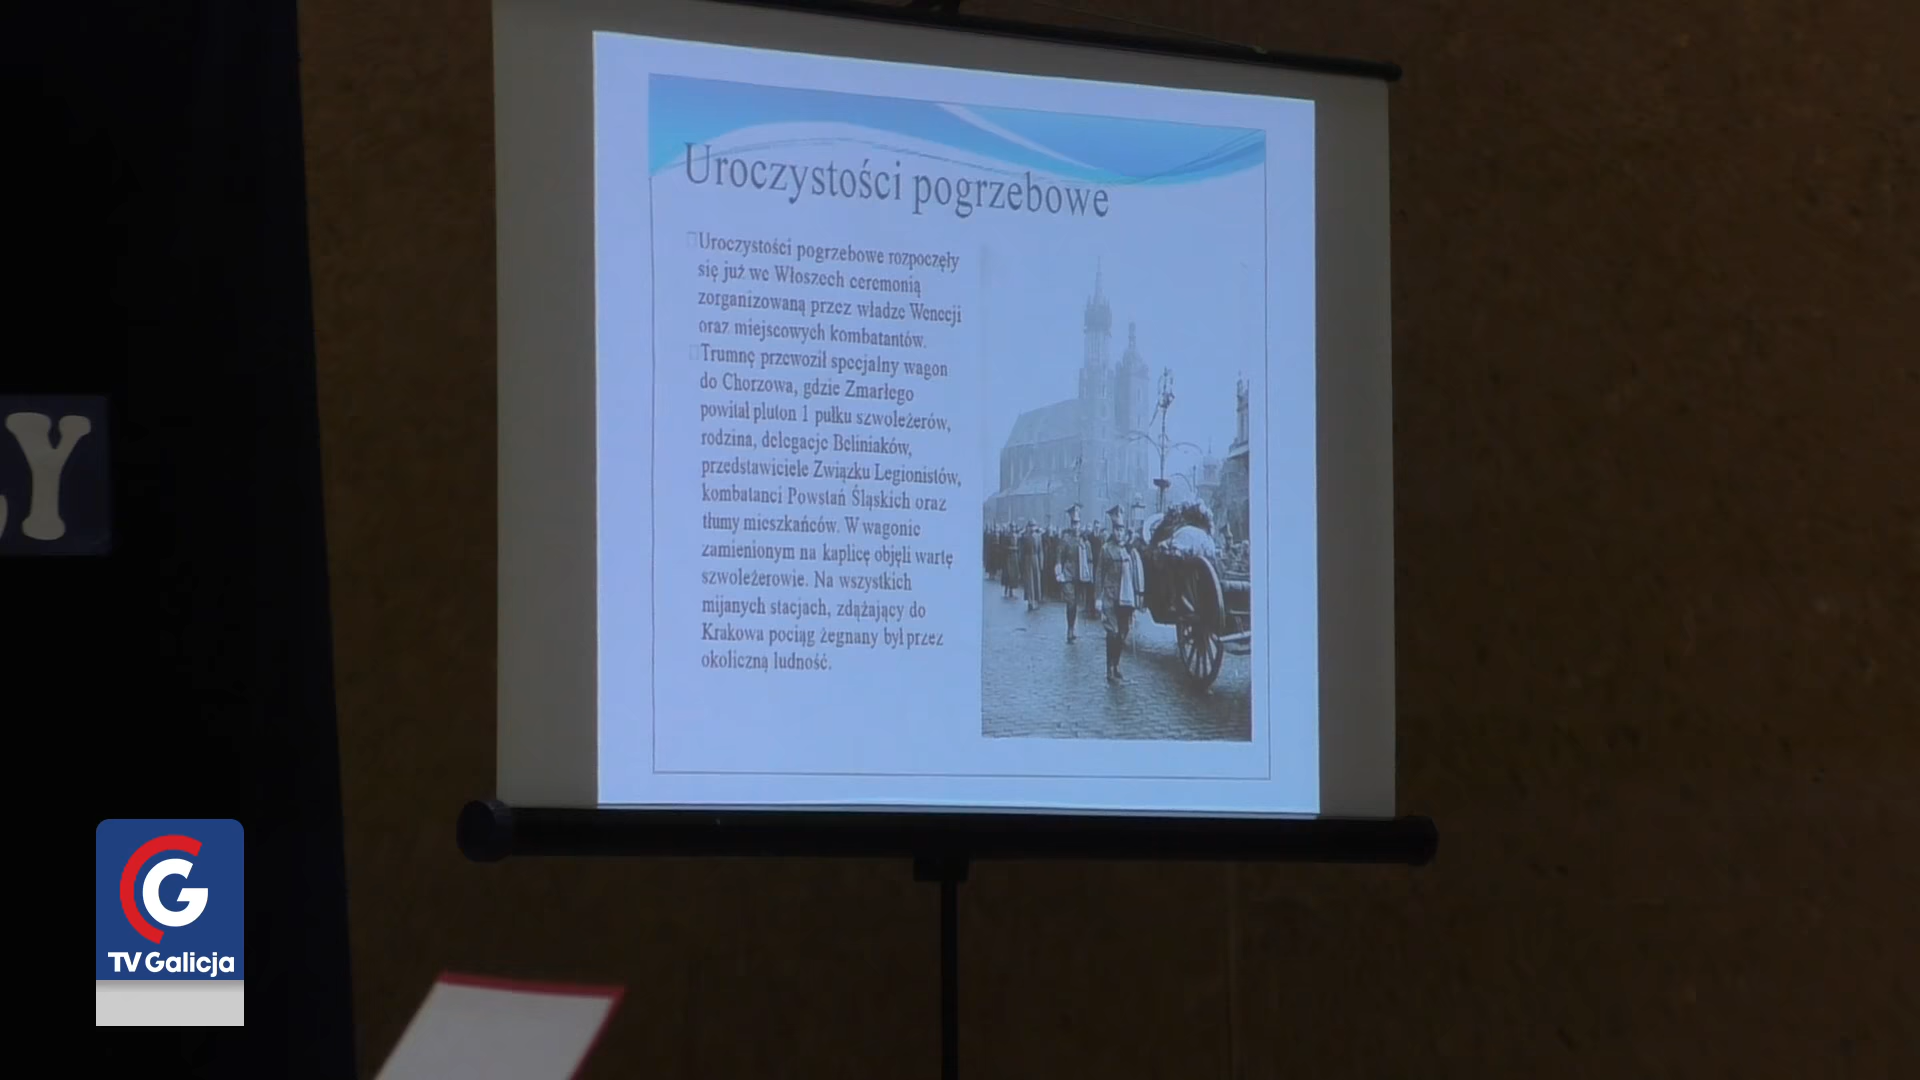 Uroczystości pogrzebowe
Uroczystości pogrzebowe rozpoczęły
się już we Włoszech ceremonią
zorganizowaną przez władze Wenecji
oraz miejscowych kombatantów.
Trumnę przewoził specjalny wagon
do Chorzowa, gdzie Zmarłego
powitał pluton 1 pułku szwoleżerów,
rodzina, delegacje Beliniaków,
przedstawiciele Związku Legionistów,
kombatanci Powstań Śląskich oraz
tłumy mieszkańców. W wagonie
zamienionym na kaplicę objęli wartę
szwoleżerowie. Na wszystkich
mijanych stacjach, zdążający do
Krakowa pociąg żegnany był przez
okoliczną ludność.
Y
G
TV Galicja